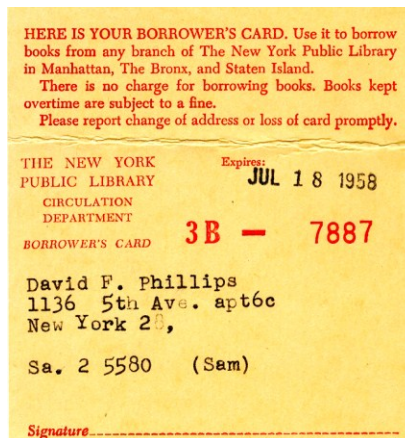 HERE IS YOUR BORROWER'S CARD. Use it to borrow
books from any branch of The New York Public Library
in Manhattan, The Bronx, and Staten Island.
There is no charge for borrowing books. Books kept
overtime are subject to a fine.
Please report change of address or loss of card promptly.
THE NEW YORK
PUBLIC LIBRARY
CIRCULATION
DEPARTMENT
BORROWER'S CARD
Expires:
JUL 18 1958
3B — 7887
David F. Phillips
1136 5th Ave. apt6c
New York 28,
Sa. 2 5580 (Sam)
Signature